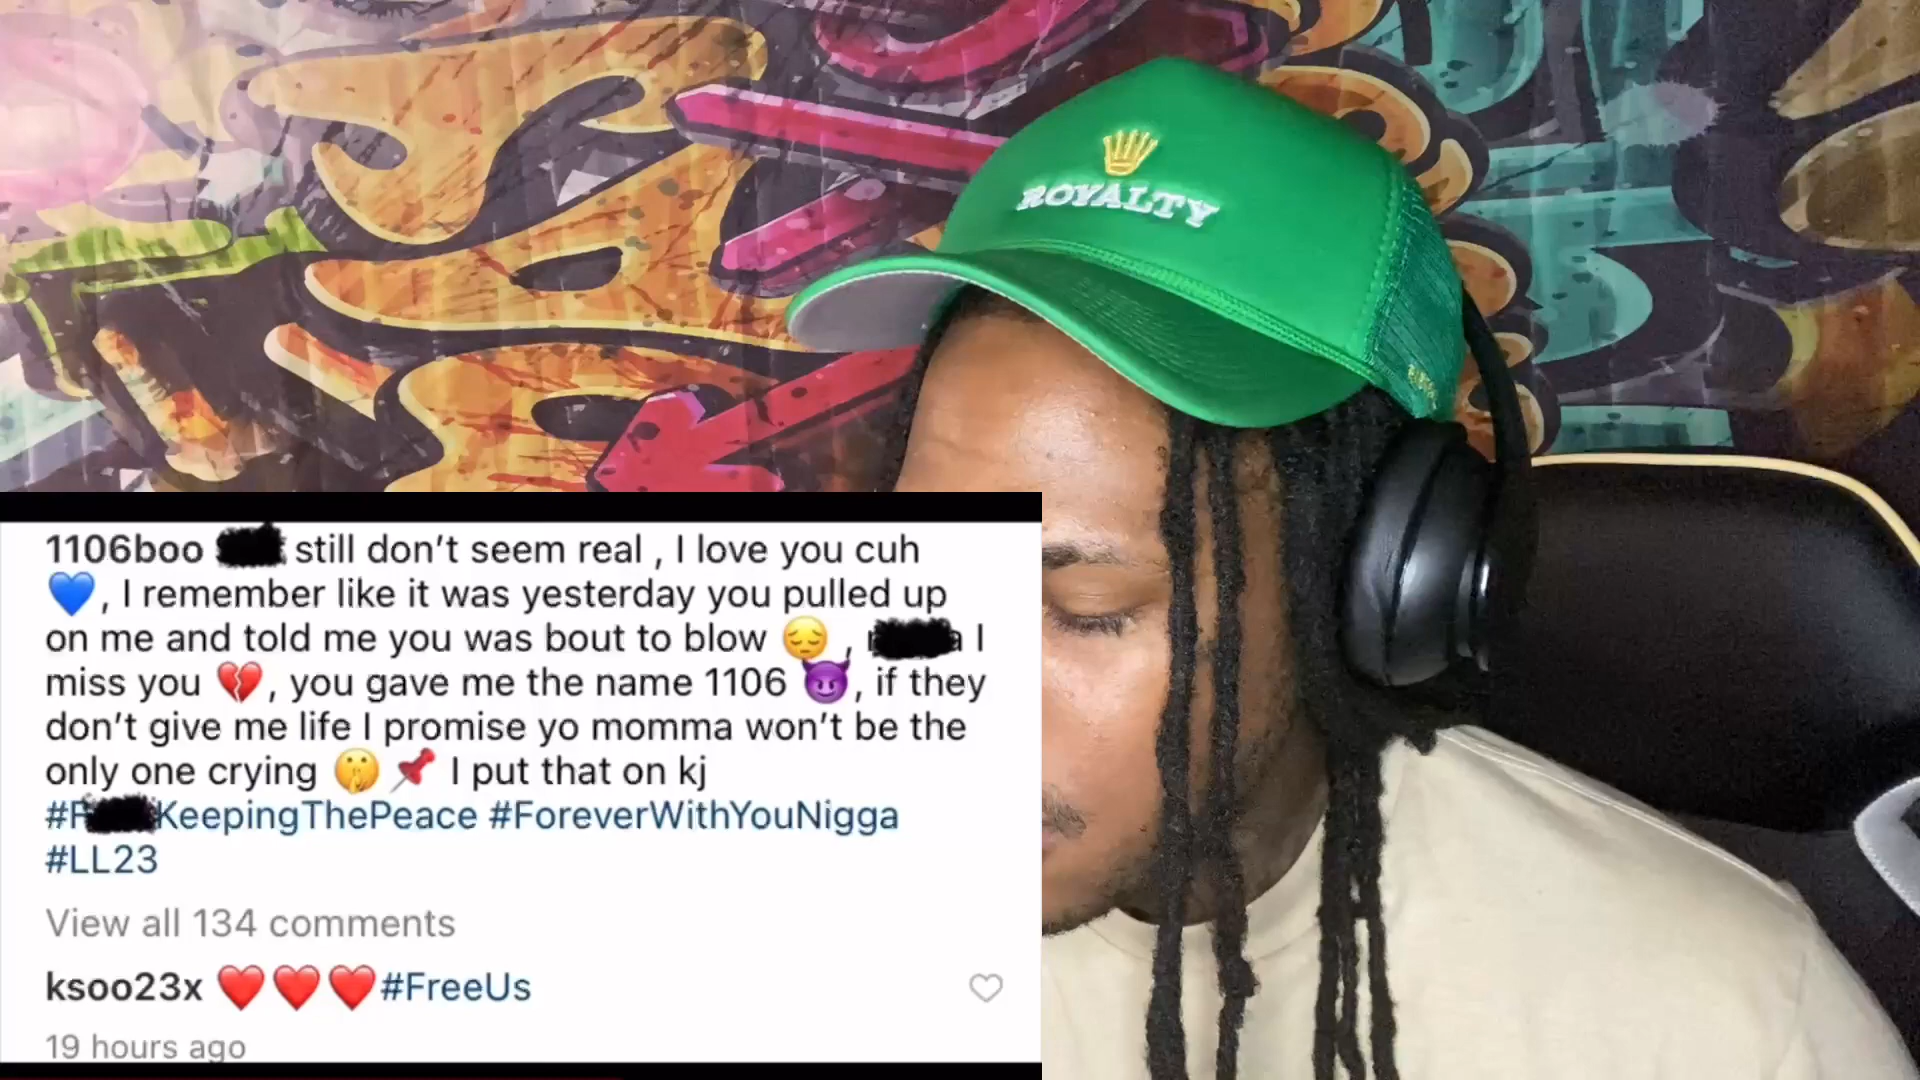 ROYALTY
1106boo still don't seem real , I love you cuh
💙, I remember like it was yesterday you pulled up
on me and told me you was bout to blow 😔 , I
miss you 💔, you gave me the name 1106 😈, if they
don't give me life I promise yo momma won't be the
only one crying 🤫 📌 I put that on kj
#F KeepingThePeace #ForeverWithYouNigga
#LL23
View all 134 comments
ksoo23x ❤️❤️❤️#FreeUs
19 hours ago